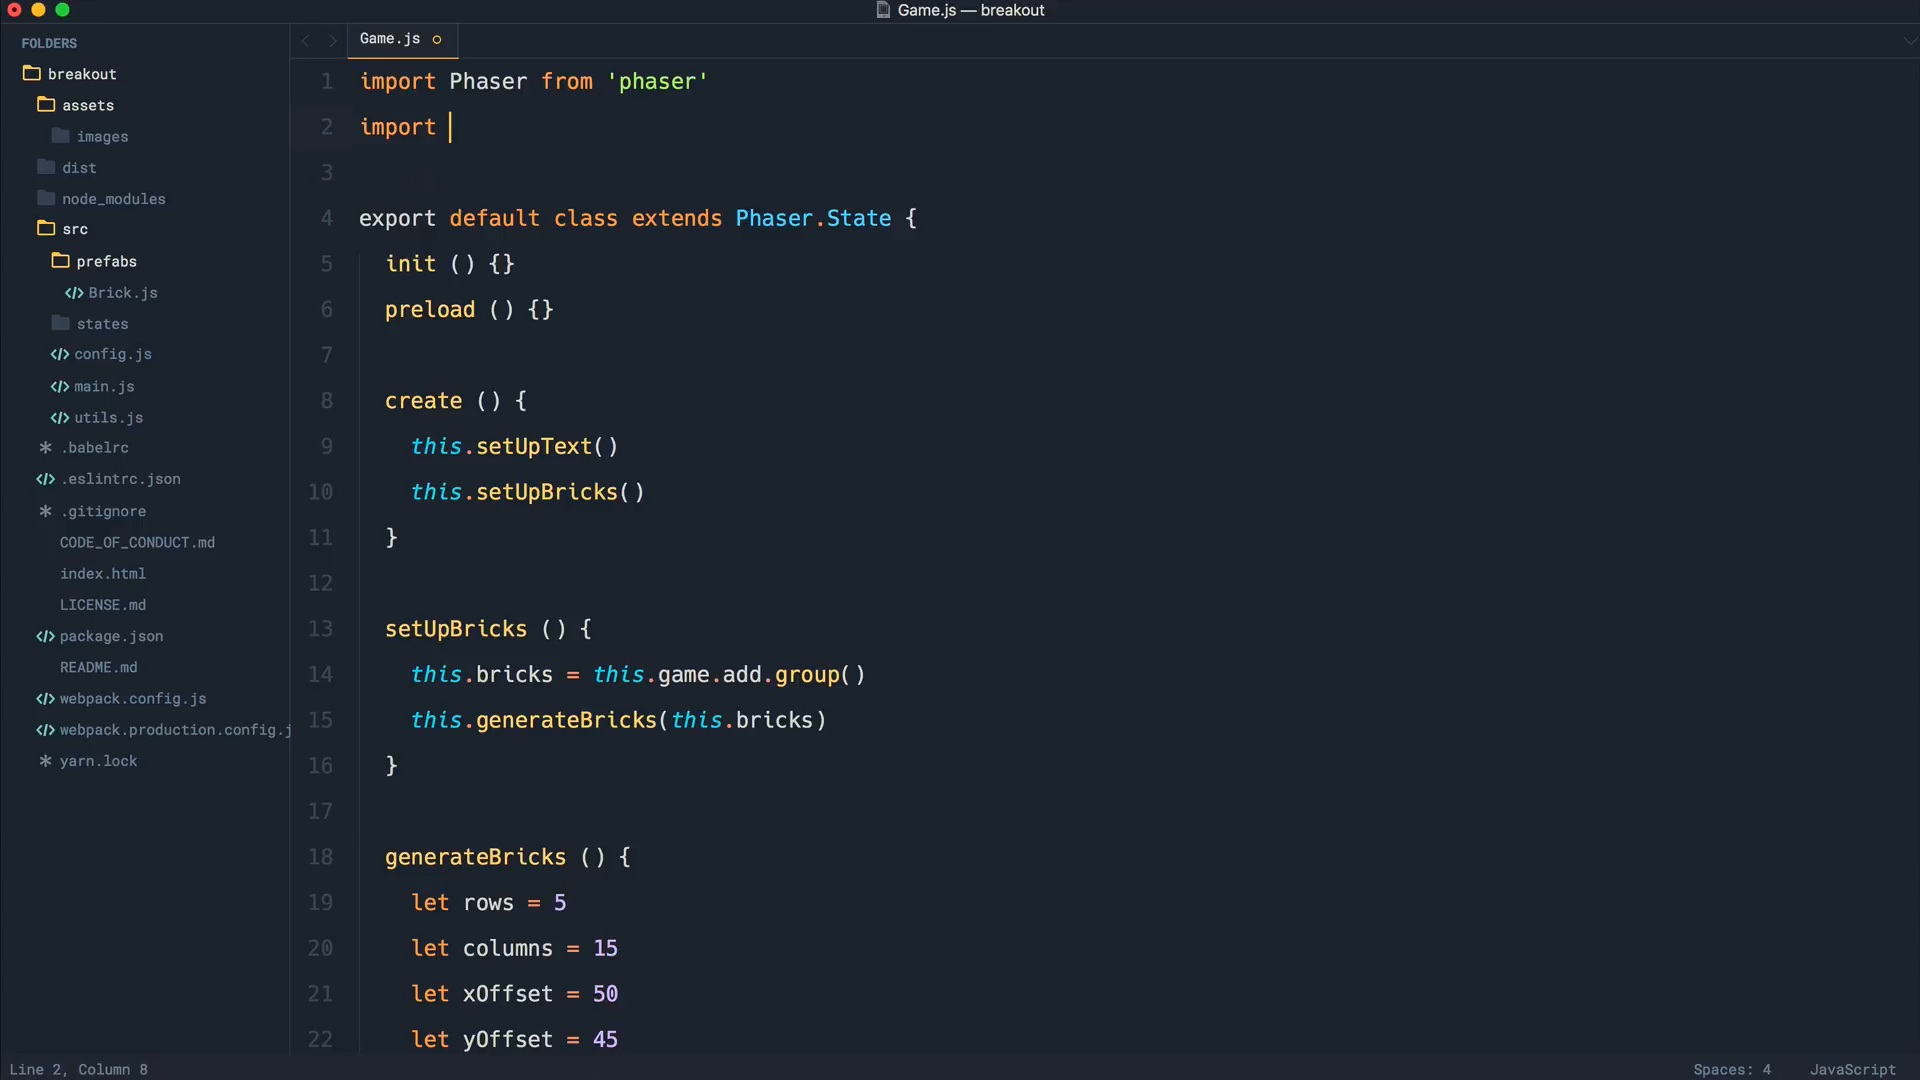 Game.js — breakout
FOLDERS
breakout
assets
images
dist
node_modules
src
prefabs
</> Brick.js
states
</> config.js
</> main.js
</> utils.js
* .babelrc
</> .eslintrc.json
* .gitignore
CODE_OF_CONDUCT.md
index.html
LICENSE.md
</> package.json
README.md
</> webpack.config.js
</> webpack.production.config.j
* yarn.lock
Game.js
1 import Phaser from 'phaser'
2 import
3
4 export default class extends Phaser.State {
5 init () {}
6 preload () {}
7
8 create () {
9 this.setUpText()
10 this.setUpBricks()
11 }
12
13 setUpBricks () {
14 this.bricks = this.game.add.group()
15 this.generateBricks(this.bricks)
16 }
17
18 generateBricks () {
19 let rows = 5
20 let columns = 15
21 let xOffset = 50
22 let yOffset = 45
Line 2, Column 8
Spaces: 4
JavaScript